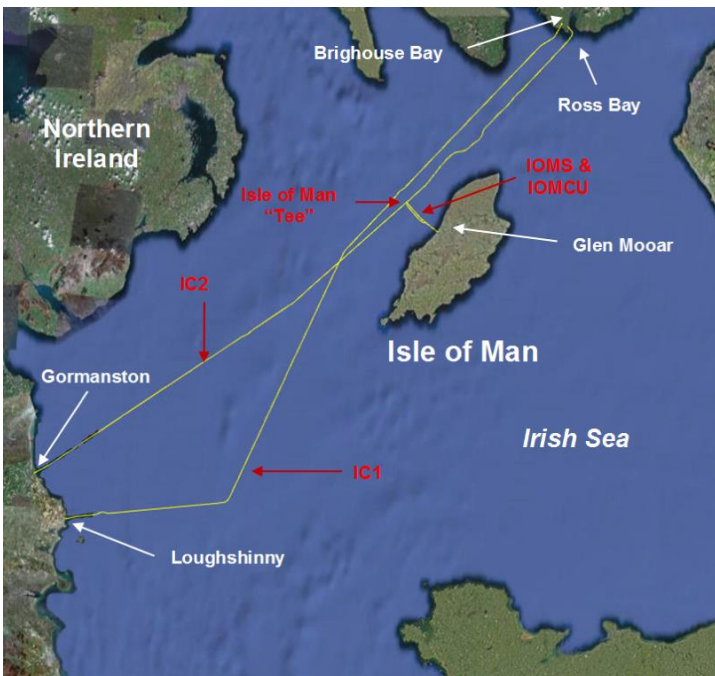 Brighouse Bay
Ross Bay
Northern
Ireland
IOMS &
IOMCU
Isle of Man
“Tee”
Glen Mooar
IC2
Isle of Man
Gormanston
Irish Sea
IC1
Loughshinny